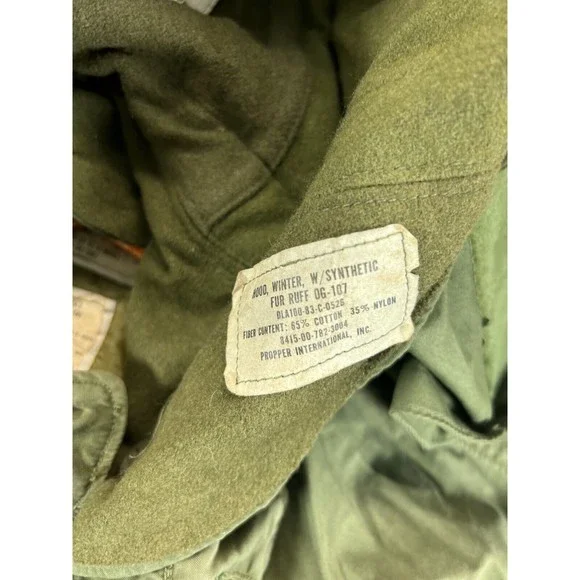 HOOD, WINTER, W/SYNTHETIC
FUR RUFF OG-107
DLA100-83-C-0526
FIBER CONTENT: 65% COTTON 35% NYLON
8415-00-782-3004
PROPPER INTERNATIONAL, INC.